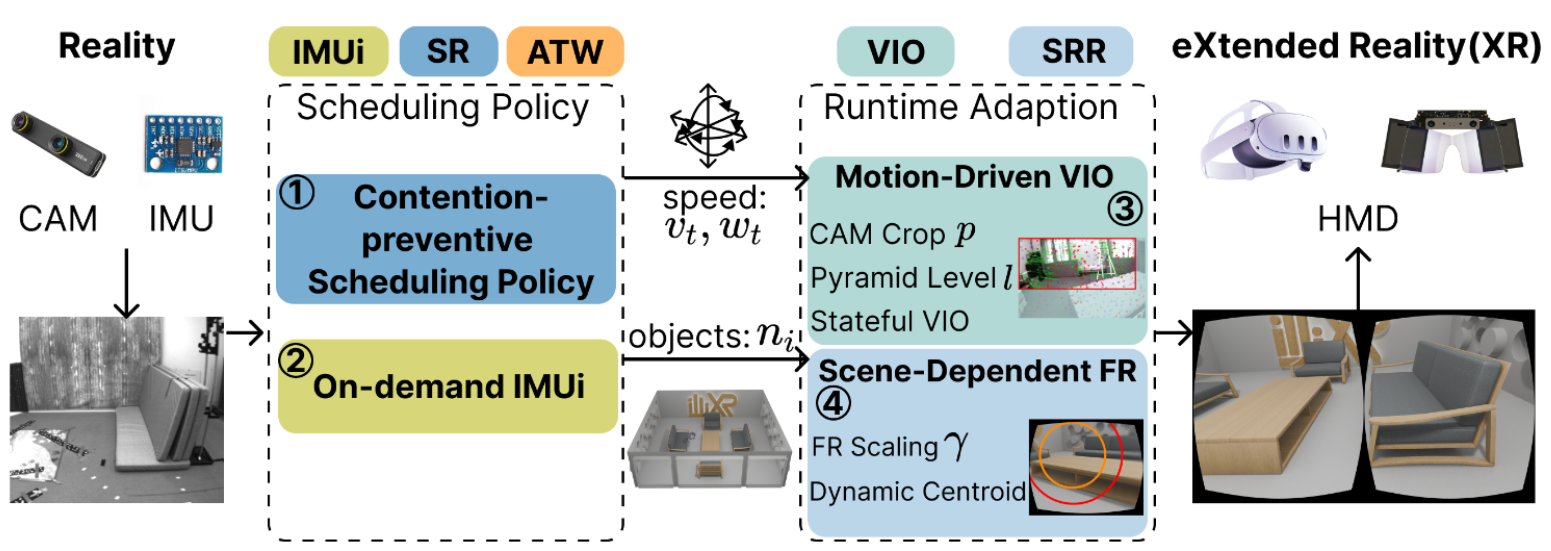 Reality
IMUi
SR
ATW
VIO
SRR
eXtended Reality(XR)
Scheduling Policy
Runtime Adaption
CAM
IMU
①
Contention-
preventive
Scheduling Policy
②
On-demand IMUi
speed:
v_t, w_t
objects: n_i
illiXR
Motion-Driven VIO
③
CAM Crop p
Pyramid Level l
Stateful VIO
Scene-Dependent FR
④
FR Scaling γ
Dynamic Centroid
HMD